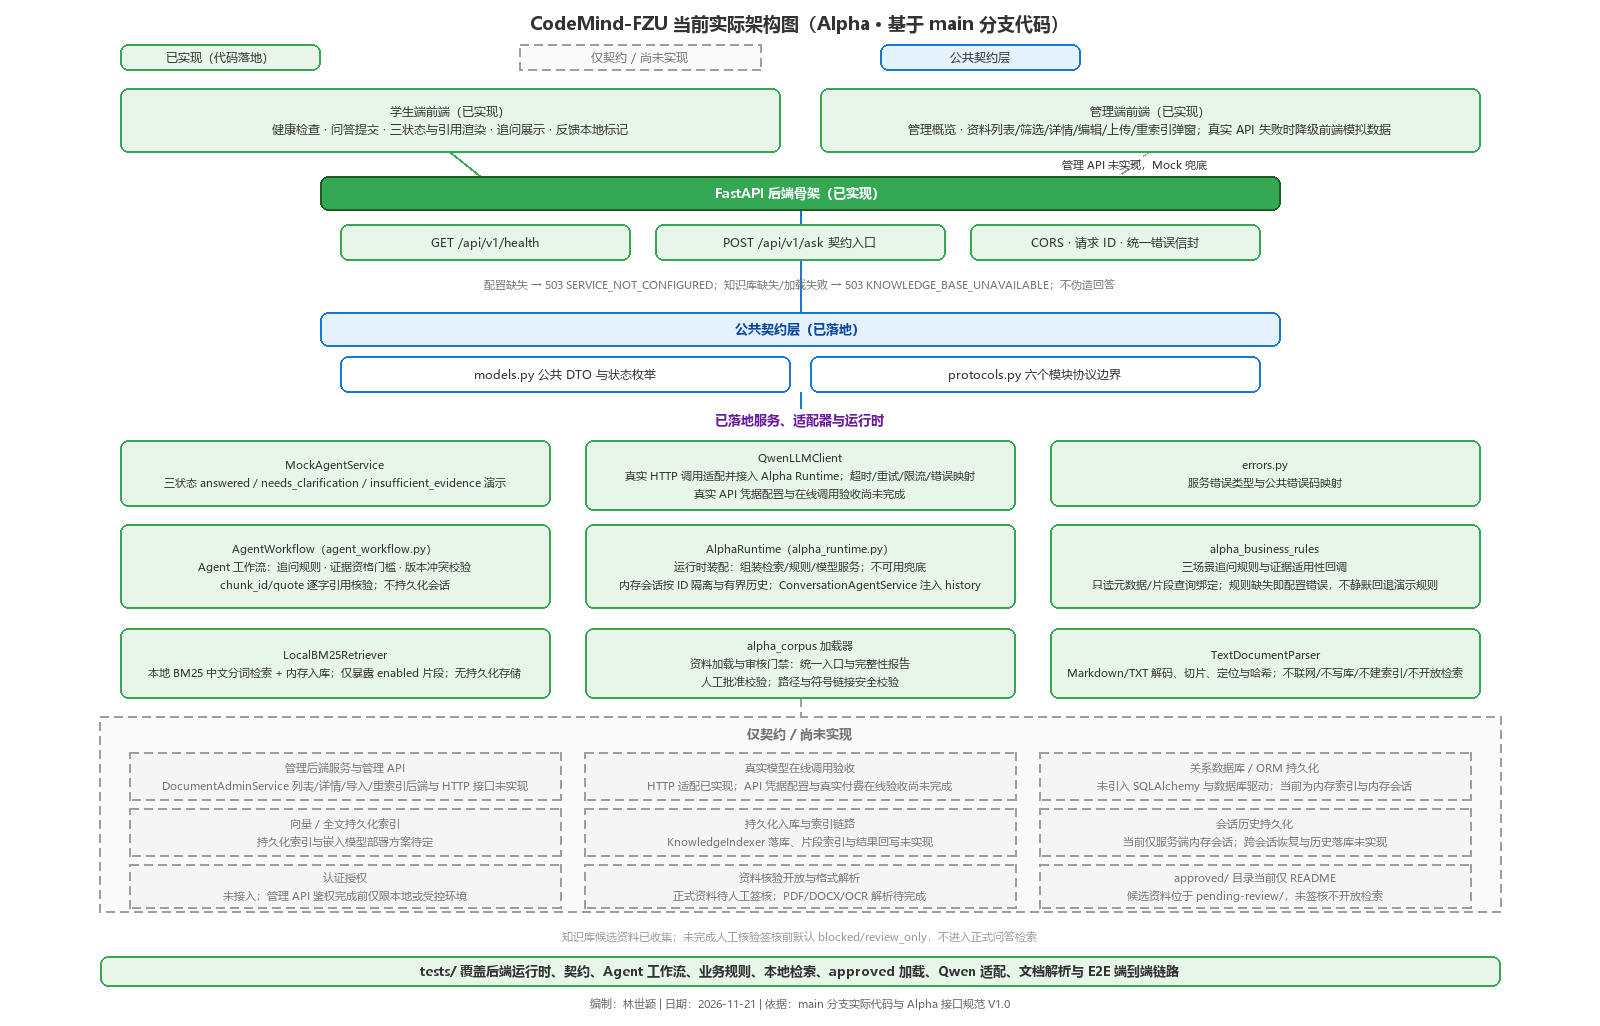 CodeMind-FZU 当前实际架构图（Alpha · 基于 main 分支代码）
已实现（代码落地）
仅契约 / 尚未实现
公共契约层
学生端前端（已实现）
健康检查 · 问答提交 · 三状态与引用渲染 · 追问展示 · 反馈本地标记
管理端前端（已实现）
管理概览 · 资料列表/筛选/详情/编辑/上传/重索引弹窗；真实 API 失败时降级前端模拟数据
管理 API 未实现，Mock 兜底
FastAPI 后端骨架（已实现）
GET /api/v1/health
POST /api/v1/ask 契约入口
CORS · 请求 ID · 统一错误信封
配置缺失 → 503 SERVICE_NOT_CONFIGURED；知识库缺失/加载失败 → 503 KNOWLEDGE_BASE_UNAVAILABLE；不伪造回答
公共契约层（已落地）
models.py 公共 DTO 与状态枚举
protocols.py 六个模块协议边界
已落地服务、适配器与运行时
MockAgentService
三状态 answered / needs_clarification / insufficient_evidence 演示
QwenLLMClient
真实 HTTP 调用适配并接入 Alpha Runtime；超时/重试/限流/错误映射
真实 API 凭据配置与在线调用验收尚未完成
errors.py
服务错误类型与公共错误码映射
AgentWorkflow（agent_workflow.py）
Agent 工作流：追问规则 · 证据资格门槛 · 版本冲突校验
chunk_id/quote 逐字引用核验；不持久化会话
AlphaRuntime（alpha_runtime.py）
运行时装配：组装检索/规则/模型服务；不可用兜底
内存会话按 ID 隔离与有界历史；ConversationAgentService 注入 history
alpha_business_rules
三场景追问规则与证据适用性回调
只读元数据/片段查询绑定；规则缺失即配置错误，不静默回退演示规则
LocalBM25Retriever
本地 BM25 中文分词检索 + 内存入库；仅暴露 enabled 片段；无持久化存储
alpha_corpus 加载器
资料加载与审核门禁：统一入口与完整性报告
人工批准校验；路径与符号链接安全校验
TextDocumentParser
Markdown/TXT 解码、切片、定位与哈希；不联网/不写库/不建索引/不开放检索
仅契约 / 尚未实现
管理后端服务与管理 API
DocumentAdminService 列表/详情/导入/重索引后端与 HTTP 接口未实现
真实模型在线调用验收
HTTP 适配已实现；API 凭据配置与真实付费在线验收尚未完成
关系数据库 / ORM 持久化
未引入 SQLAlchemy 与数据库驱动；当前为内存索引与内存会话
向量 / 全文持久化索引
持久化索引与嵌入模型部署方案待定
持久化入库与索引链路
KnowledgeIndexer 落库、片段索引与结果回写未实现
会话历史持久化
当前仅服务端内存会话；跨会话恢复与历史落库未实现
认证授权
未接入；管理 API 鉴权完成前仅限本地或受控环境
资料核验开放与格式解析
正式资料待人工签核；PDF/DOCX/OCR 解析待完成
approved/ 目录当前仅 README
候选资料位于 pending-review/，未签核不开放检索
知识库候选资料已收集；未完成人工核验签核前默认 blocked/review_only，不进入正式问答检索
tests/ 覆盖后端运行时、契约、Agent 工作流、业务规则、本地检索、approved 加载、Qwen 适配、文档解析与 E2E 端到端链路
编制：林世颖 | 日期：2026-11-21 | 依据：main 分支实际代码与 Alpha 接口规范 V1.0